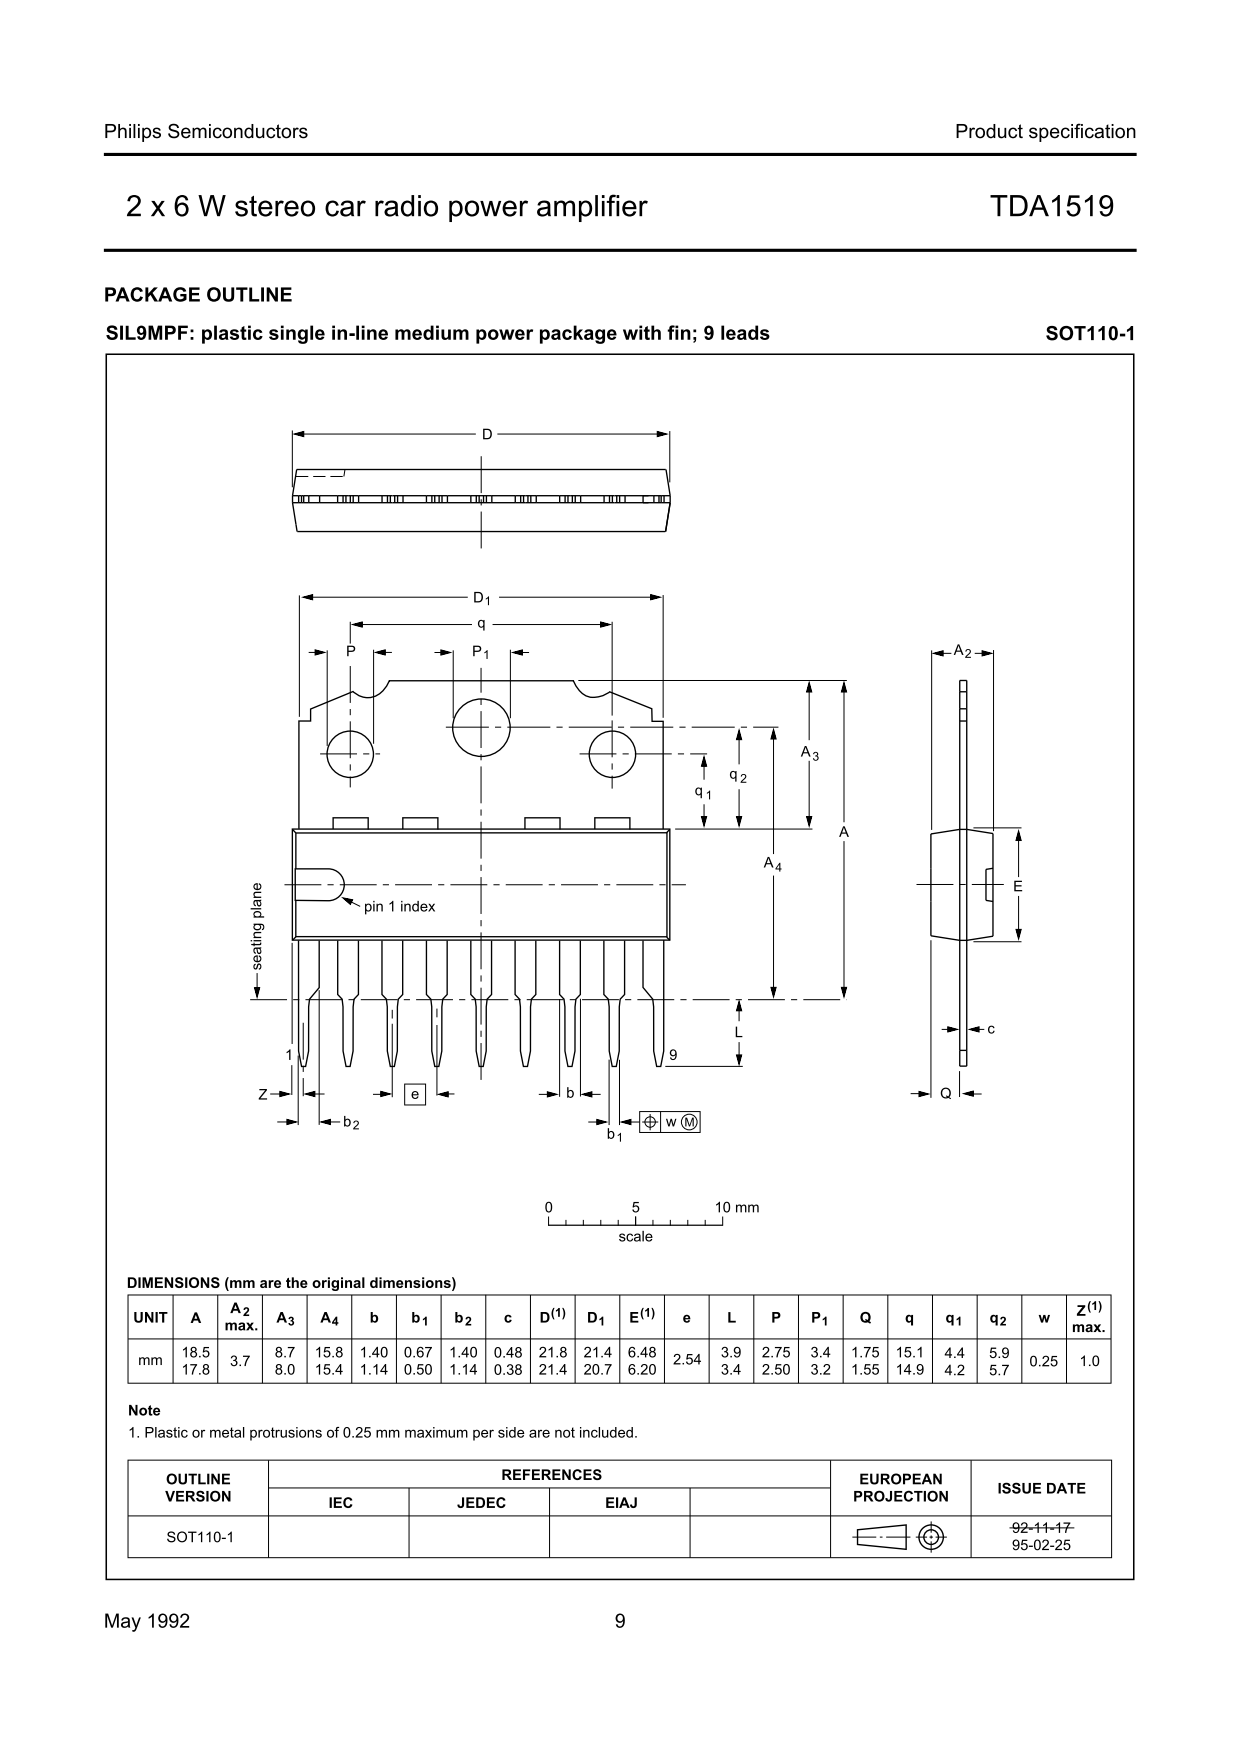 Philips Semiconductors Product specification
2 x 6 W stereo car radio power amplifier TDA1519
PACKAGE OUTLINE
SIL9MPF: plastic single in-line medium power package with fin; 9 leads SOT110-1
D
D1
q
P P1
A2
A3
q2
q1
A
A4
E
seating plane
pin 1 index
L
c
1 9
Z e b Q
b2
b1 w M
0 5 10 mm
scale
DIMENSIONS (mm are the original dimensions)
UNIT A A2 max. A3 A4 b b1 b2 c D(1) D1 E(1) e L P P1 Q q q1 q2 w Z(1) max.
mm 18.5 17.8 3.7 8.7 8.0 15.8 15.4 1.40 1.14 0.67 0.50 1.40 1.14 0.48 0.38 21.8 21.4 21.4 20.7 6.48 6.20 2.54 3.9 3.4 2.75 2.50 3.4 3.2 1.75 1.55 15.1 14.9 4.4 4.2 5.9 5.7 0.25 1.0
Note
1. Plastic or metal protrusions of 0.25 mm maximum per side are not included.
OUTLINE VERSION REFERENCES EUROPEAN PROJECTION ISSUE DATE
IEC JEDEC EIAJ
SOT110-1 92-11-17
95-02-25
May 1992 9